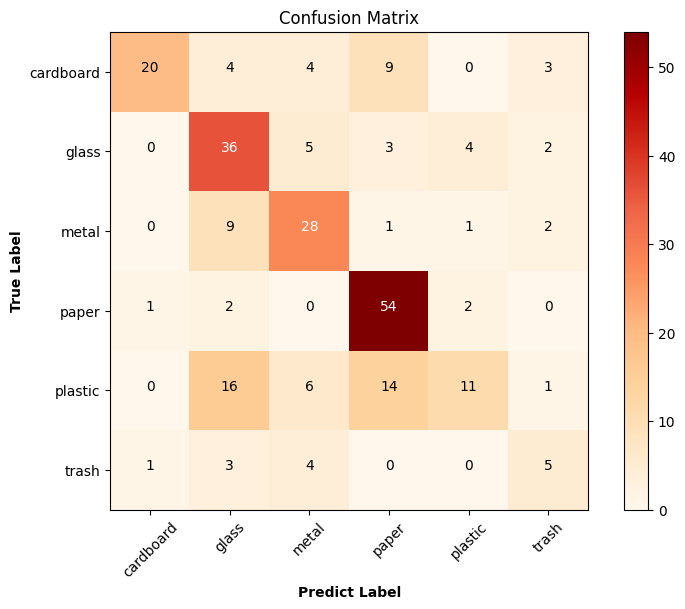 Confusion Matrix
cardboard 20 4 4 9 0 3
glass 0 36 5 3 4 2
metal 0 9 28 1 1 2
paper 1 2 0 54 2 0
plastic 0 16 6 14 11 1
trash 1 3 4 0 0 5
cardboard glass metal paper plastic trash
Predict Label
True Label
50
40
30
20
10
0